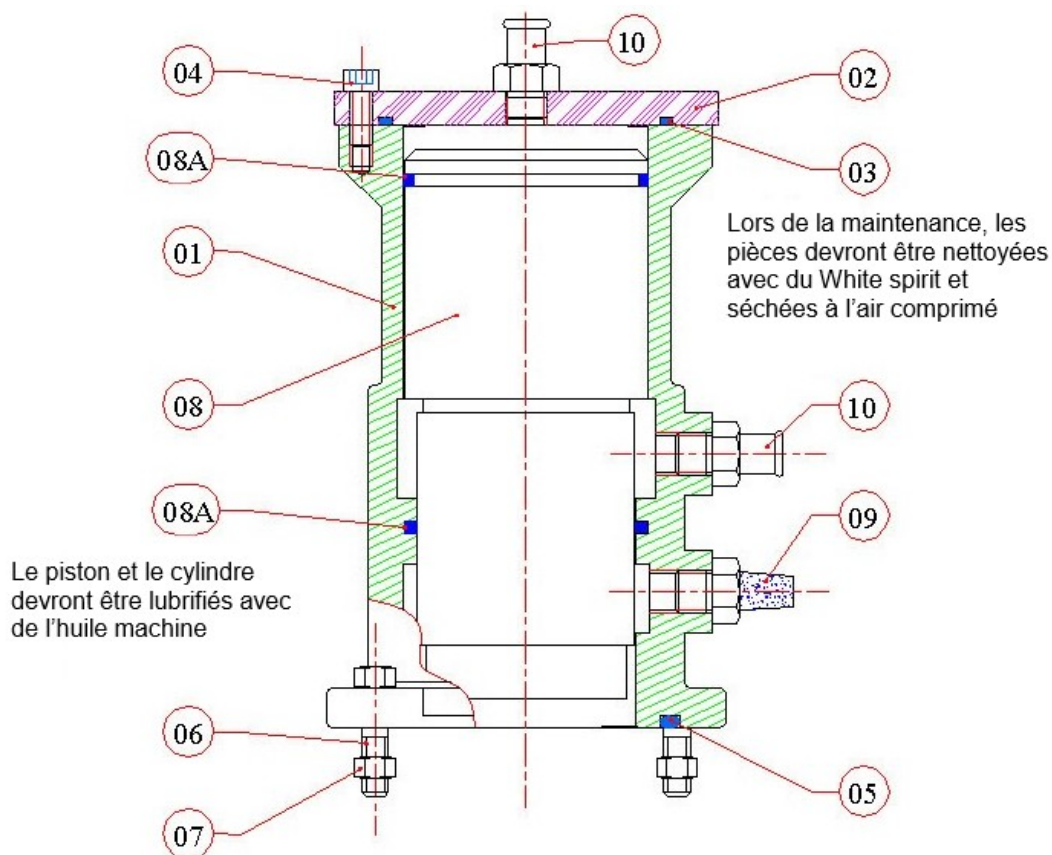 10
04
02
08A
03
Lors de la maintenance, les
pièces devront être nettoyées
avec du White spirit et
séchées à l'air comprimé
01
08
10
08A
09
Le piston et le cylindre
devront être lubrifiés avec
de l'huile machine
06
05
07